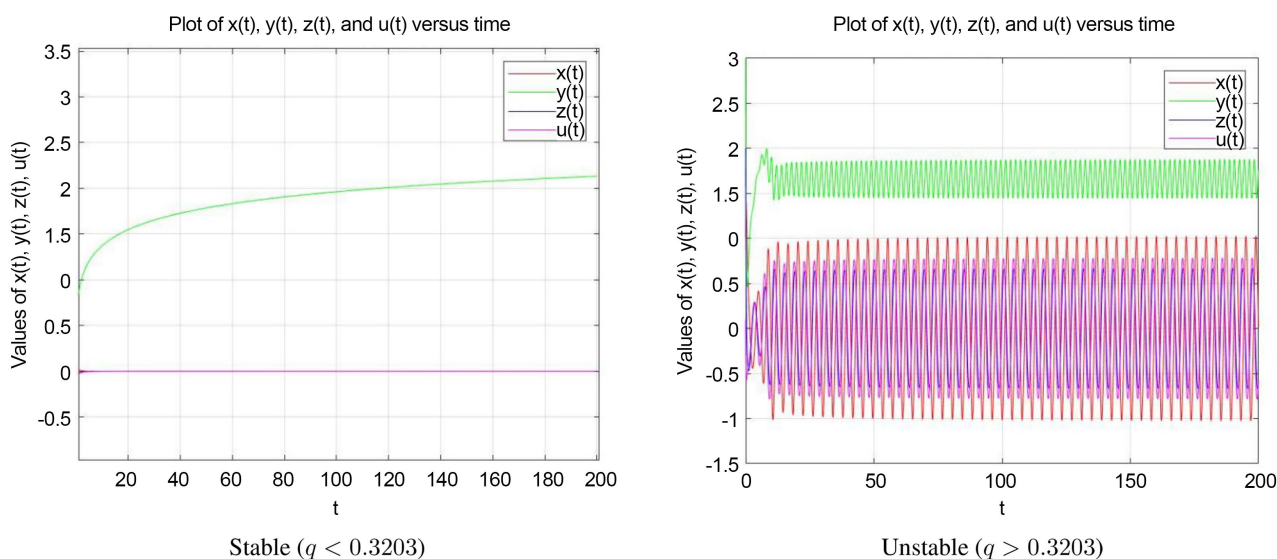 Plot of x(t), y(t), z(t), and u(t) versus time
3.5
3
2.5
2
1.5
0
0.5
0
-0.5
Values of x(t), y(t), z(t), u(t)
x(t)
y(t)
z(t)
u(t)
20 40 60 80 100 120 140 160 180 200
t
Stable (q < 0.3203)
Plot of x(t), y(t), z(t), and u(t) versus time
3
2
2
1.5
0
0.5
0
-0.5
-1
-1.5
Values of x(t), y(t), z(t), u(t)
x(t)
y(t)
z(t)
u(t)
0 50 100 150 200
t
Unstable (q > 0.3203)